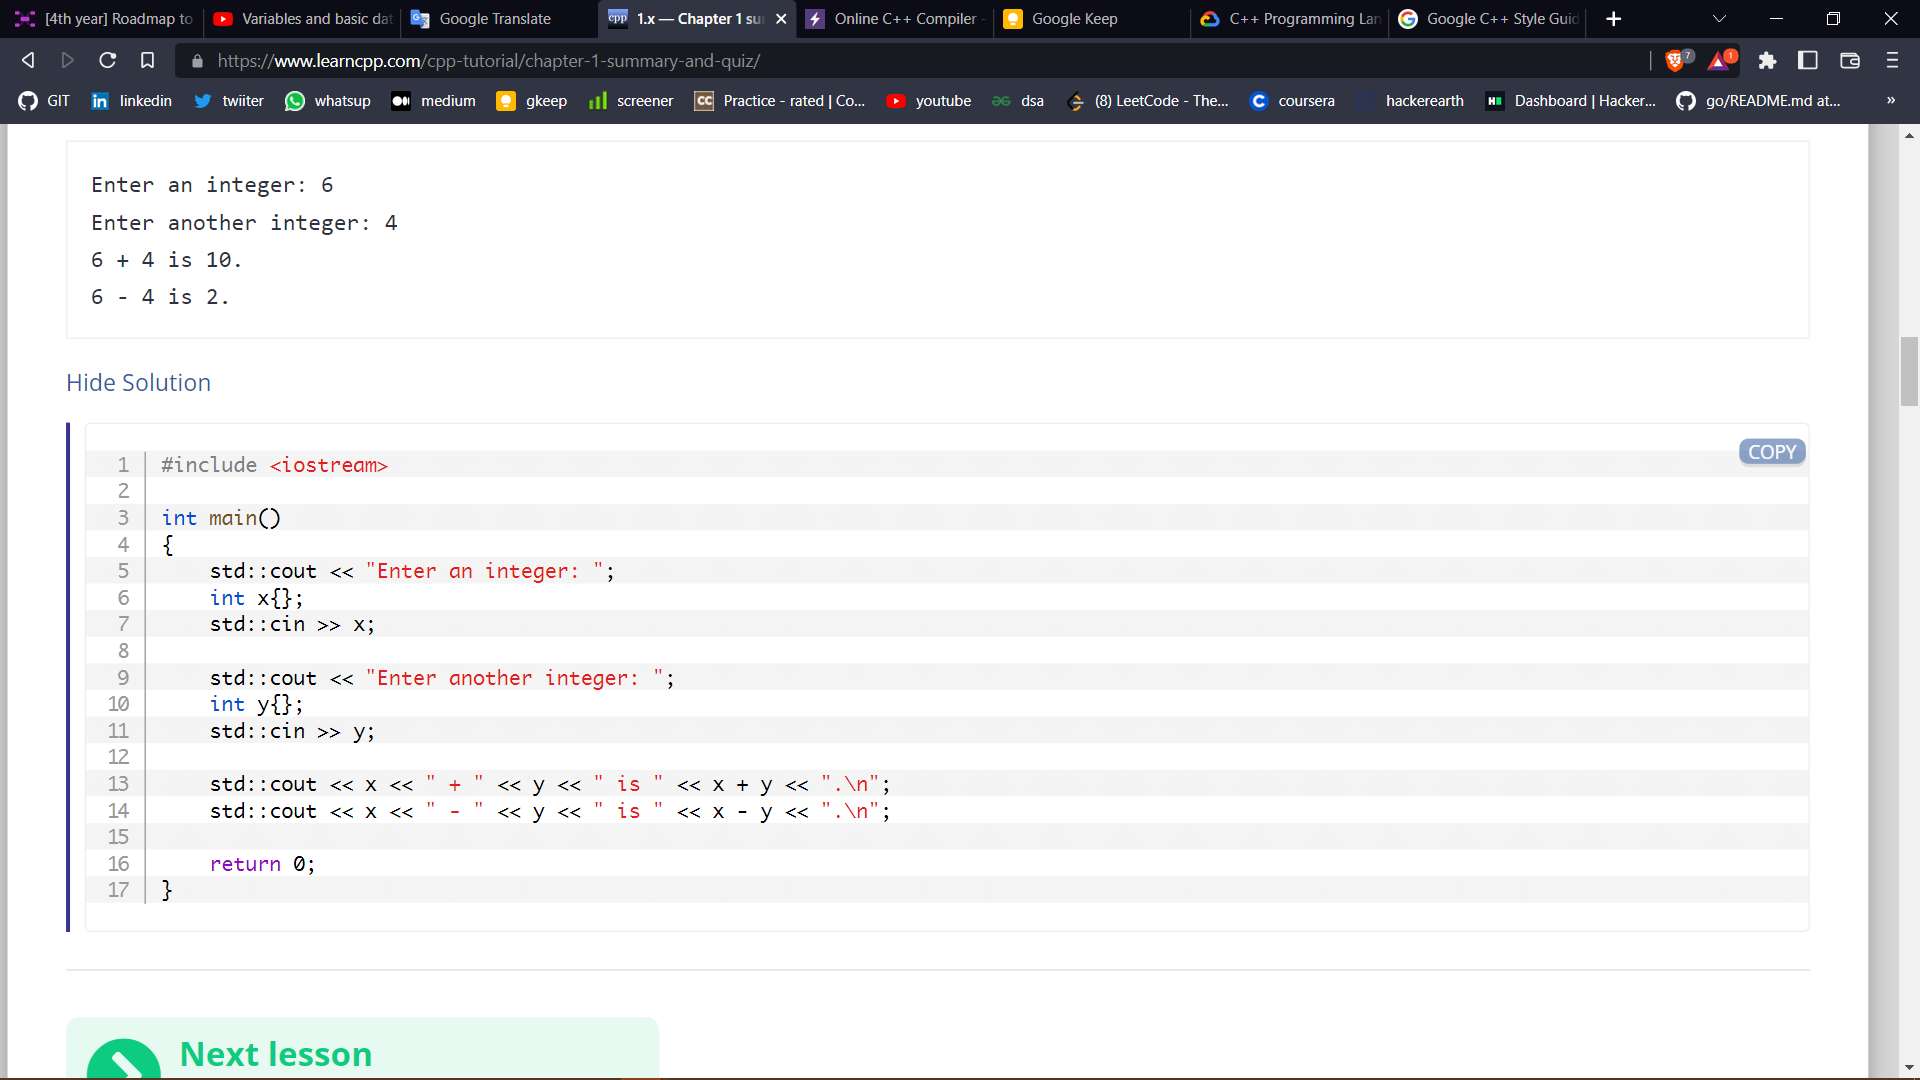 [4th year] Roadmap to
Variables and basic dat
Google Translate
cpp 1.x — Chapter 1 su
Online C++ Compiler
Google Keep
C++ Programming Lan
Google C++ Style Guid
https://www.learncpp.com/cpp-tutorial/chapter-1-summary-and-quiz/
7
1
GIT
linkedin
twiiter
whatsup
medium
gkeep
screener
CC Practice - rated | Co...
youtube
dsa
(8) LeetCode - The...
coursera
hackerearth
Dashboard | Hacker...
go/README.md at...
»
Enter an integer: 6
Enter another integer: 4
6 + 4 is 10.
6 - 4 is 2.
Hide Solution
COPY
1 #include <iostream>
2
3 int main()
4 {
5     std::cout << "Enter an integer: ";
6     int x{};
7     std::cin >> x;
8
9     std::cout << "Enter another integer: ";
10     int y{};
11     std::cin >> y;
12
13     std::cout << x << " + " << y << " is " << x + y << ".\n";
14     std::cout << x << " - " << y << " is " << x - y << ".\n";
15
16     return 0;
17 }
Next lesson